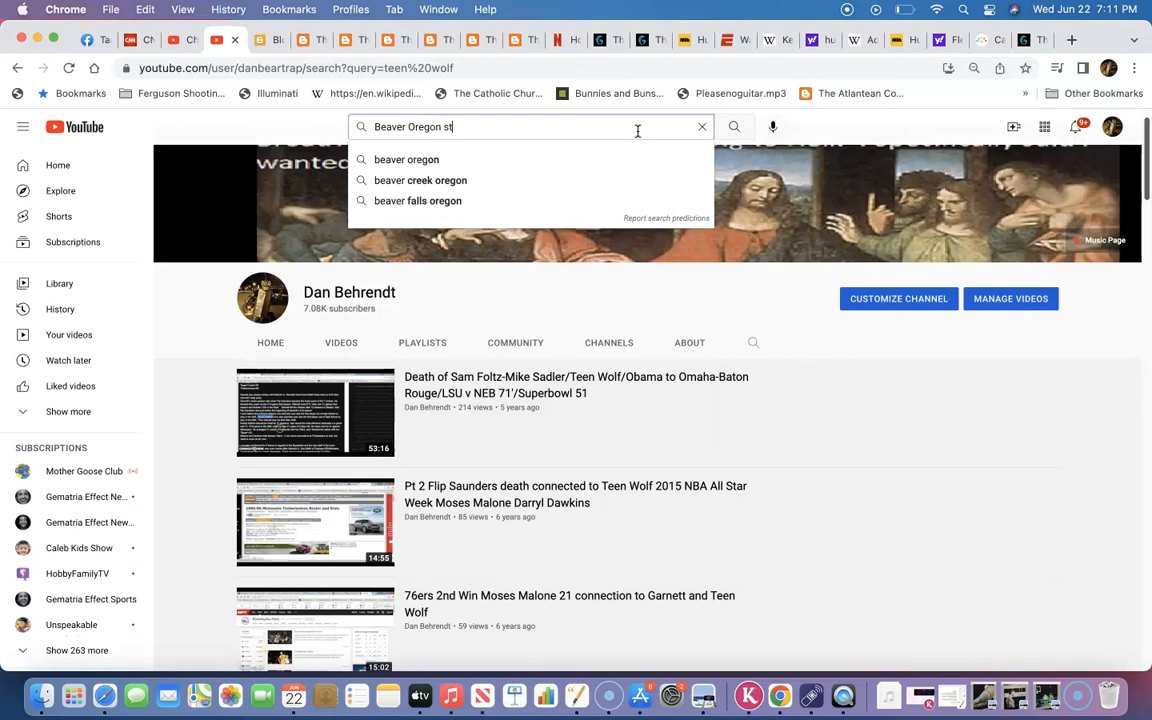 Chrome File Edit View History Bookmarks Profiles Tab Window Help Wed Jun 22 7:11 PM
youtube.com/user/danbeartrap/search?query=teen%20wolf
Bookmarks Ferguson Shootin... Illuminati https://en.wikipedi... The Catholic Chur... Bunnies and Buns... Pleasenoguitar.mp3 The Atlantean Co... » Other Bookmarks
YouTube
Beaver Oregon st
9+
beaver oregon
beaver creek oregon
beaver falls oregon
Report search predictions
wanted
Music Page
Home
Explore
Shorts
Subscriptions
Library
History
Your videos
Watch later
Liked videos
Show more
SUBSCRIPTIONS
Mother Goose Club
Gematria Effect Ne...
Gematria Effect New...
Caleb Kids Show
HobbyFamilyTV
Gematria Effect Sports
Unspeakable
Show 263 more
Dan Behrendt
7.08K subscribers
CUSTOMIZE CHANNEL MANAGE VIDEOS
HOME VIDEOS PLAYLISTS COMMUNITY CHANNELS ABOUT
Death of Sam Foltz-Mike Sadler/Teen Wolf/Obama to Omaha-Baton
Rouge/LSU v NEB 71'/Superbowl 51
Dan Behrendt • 214 views • 5 years ago
53:16
Pt 2 Flip Saunders death connected to Teen Wolf 2015 NBA All Star
Week Moses Malone Darryl Dawkins
Dan Behrendt • 85 views • 6 years ago
14:55
76ers 2nd Win Moses Malone 21 connection to Garnett and Teen
Wolf
Dan Behrendt • 59 views • 6 years ago
15:02